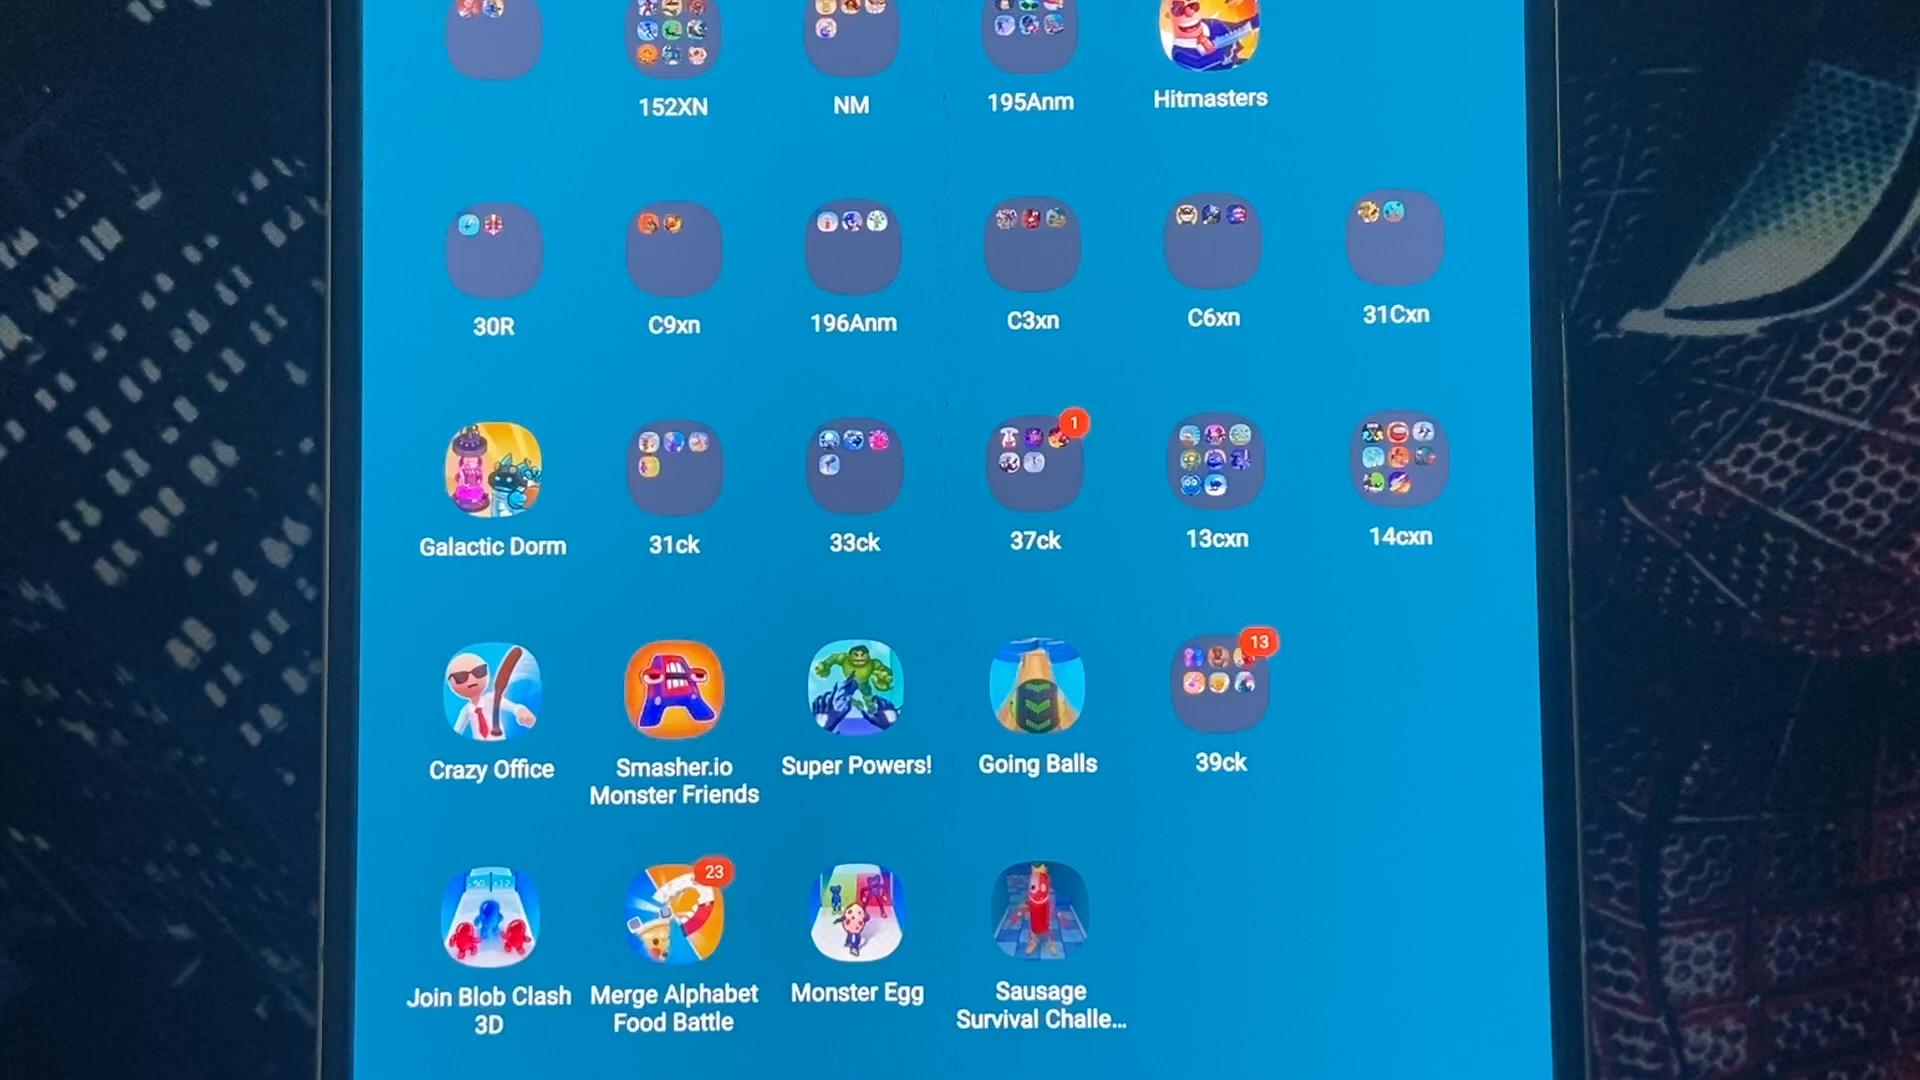 152XN
NM
195Anm
Hitmasters
30R
C9xn
196Anm
C3xn
C6xn
31Cxn
Galactic Dorm
31ck
33ck
1
37ck
13cxn
14cxn
Crazy Office
Smasher.io
Monster Friends
Super Powers!
Going Balls
13
39ck
Join Blob Clash
3D
23
Merge Alphabet
Food Battle
Monster Egg
Sausage
Survival Challe...